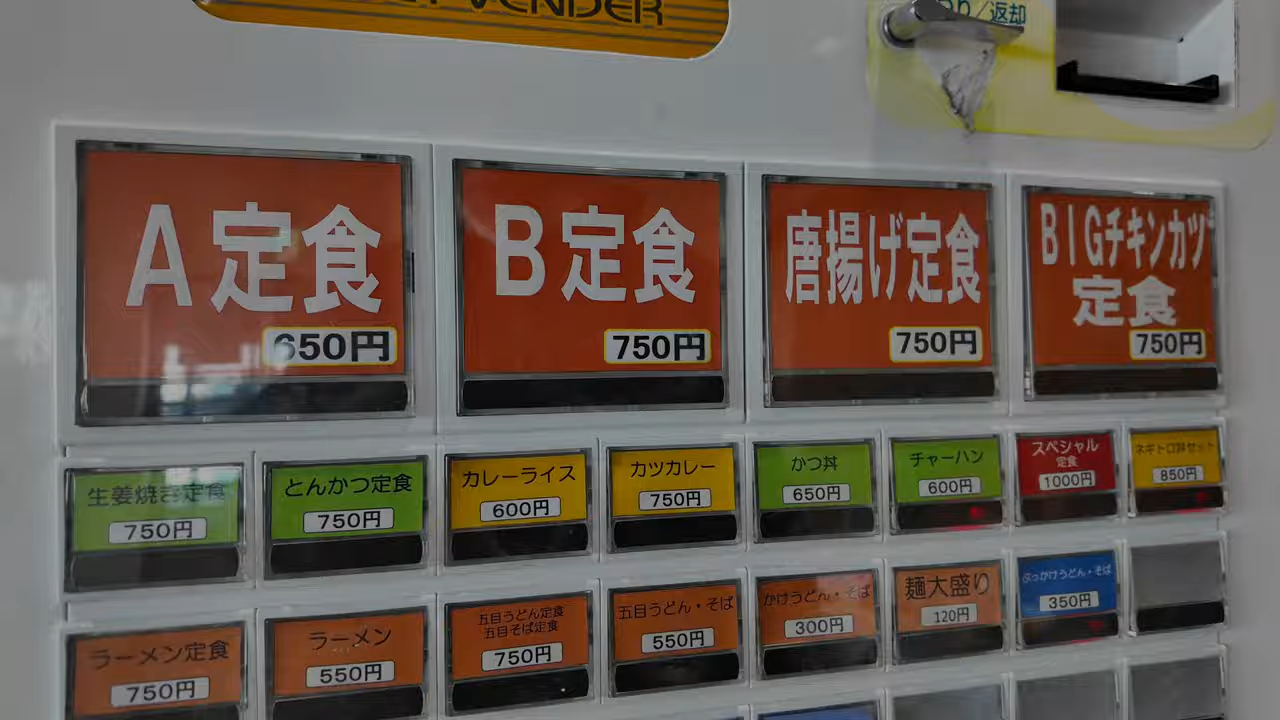 VENDER
り/返却
A定食
650円
B定食
750円
唐揚げ定食
750円
BIGチキンカツ
定食
750円
生姜焼き定食
750円
とんかつ定食
750円
カレーライス
600円
カツカレー
750円
かつ丼
650円
チャーハン
600円
スペシャル
定食
1000円
ネギトロ丼セット
850円
ラーメン定食
750円
ラーメン
550円
五目うどん定食
五目そば定食
750円
五目うどん・そば
550円
かけうどん・そば
300円
麺大盛り
120円
ぶっかけうどん・そば
350円